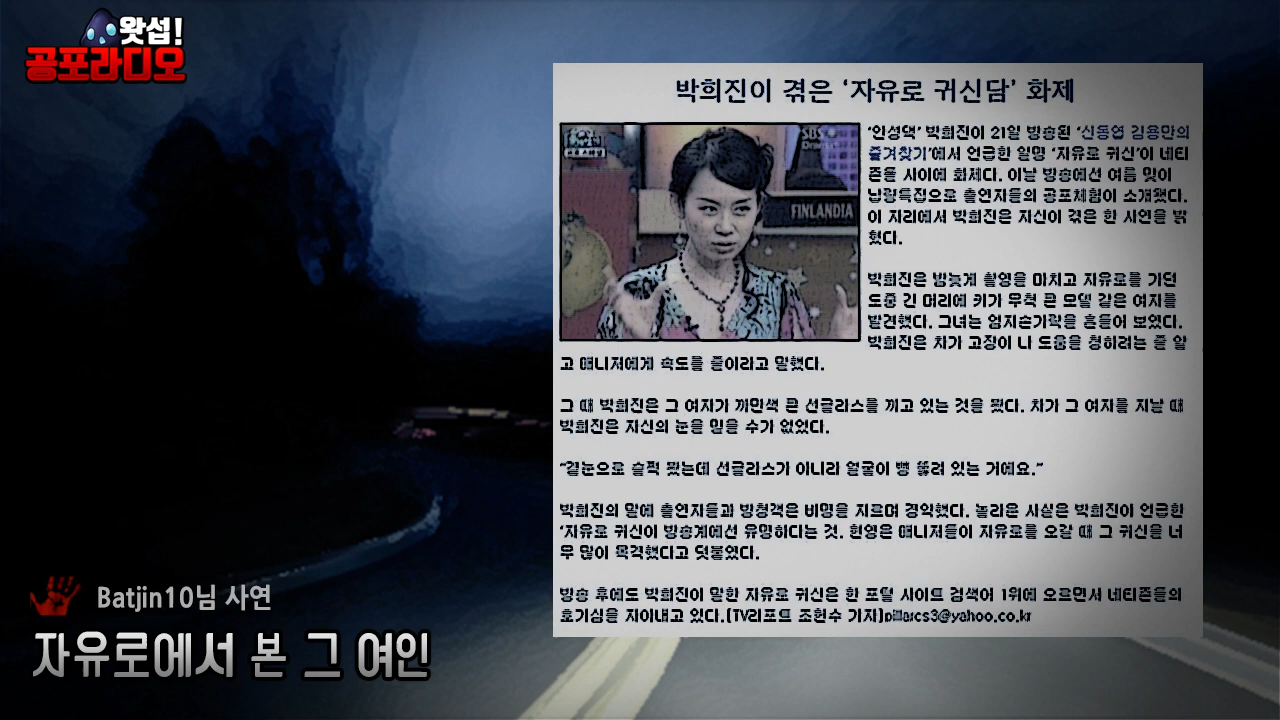 왓섭!
공포라디오
박희진이 겪은 '자유로 귀신담' 화제
'안성댁' 박희진이 21일 방송된 '신동엽 김용만의
즐겨찾기'에서 언급한 일명 '자유로 귀신'이 네티
즌들 사이에 화제다. 이날 방송에선 여름 맞이
납량특집으로 출연자들의 공포체험이 소개됐다.
이 자리에서 박희진은 자신이 겪은 한 사연을 밝
혔다.
박희진은 밤늦게 촬영을 마치고 자유로를 가던
도중 긴 머리에 키가 무척 큰 모델 같은 여자를
발견했다. 그녀는 엄지손가락을 흔들어 보였다.
박희진은 차가 고장이 나 도움을 청하려는 줄 알
고 매니저에게 속도를 줄이라고 말했다.
그 때 박희진은 그 여자가 까만색 큰 선글라스를 끼고 있는 것을 봤다. 차가 그 여자를 지날 때
박희진은 자신의 눈을 믿을 수가 없었다.
"곁눈으로 슬쩍 봤는데 선글라스가 아니라 얼굴이 뻥 뚫려 있는 거예요."
박희진의 말에 출연자들과 방청객은 비명을 지르며 경악했다. 놀라운 사실은 박희진이 언급한
'자유로 귀신이 방송계에선 유명하다는 것. 현영은 매니저들이 자유로를 오갈 때 그 귀신을 너
무 많이 목격했다고 덧붙였다.
방송 후에도 박희진이 말한 자유로 귀신은 한 포털 사이트 검색어 1위에 오르면서 네티즌들의
호기심을 자아내고 있다.[TV리포트 조헌수 기자]pillarcs3@yahoo.co.kr
SBS
FINLANDIA
Batjin10님 사연
자유로에서 본 그 여인